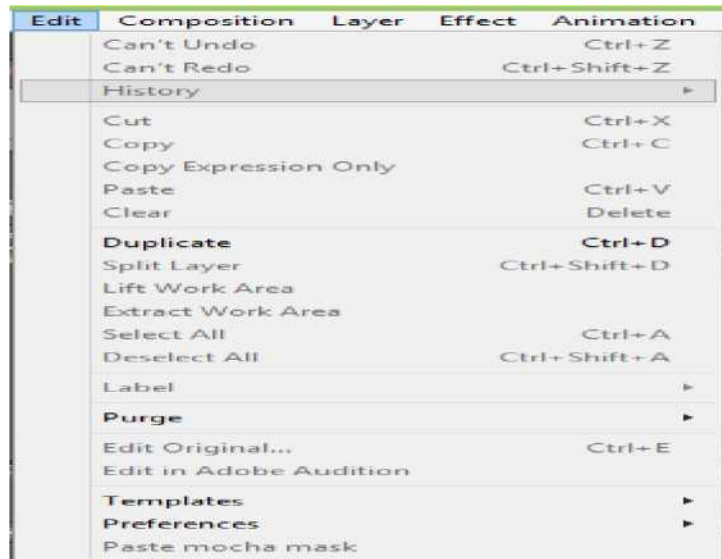 Edit Composition Layer Effect Animation
Can't Undo Ctrl+Z
Can't Redo Ctrl+Shift+Z
History
Cut Ctrl+X
Copy Ctrl+C
Copy Expression Only
Paste Ctrl+V
Clear Delete
Duplicate Ctrl+D
Split Layer Ctrl+Shift+D
Lift Work Area
Extract Work Area
Select All Ctrl+A
Deselect All Ctrl+Shift+A
Label
Purge
Edit Original... Ctrl+E
Edit in Adobe Audition
Templates
Preferences
Paste mocha mask